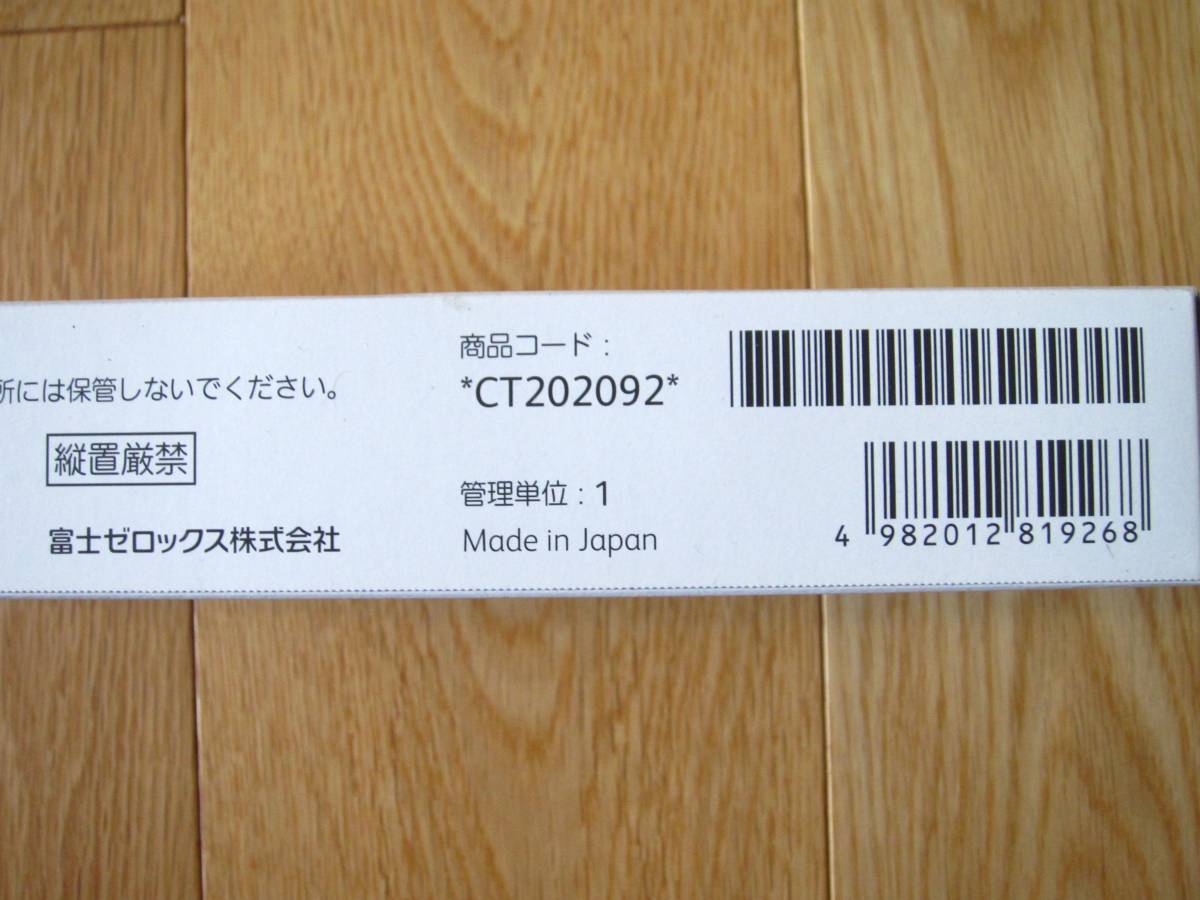 所には保管しないでください。
縦置厳禁
富士ゼロックス株式会社
商品コード：
*CT202092*
管理単位：1
Made in Japan
4 982012 819268